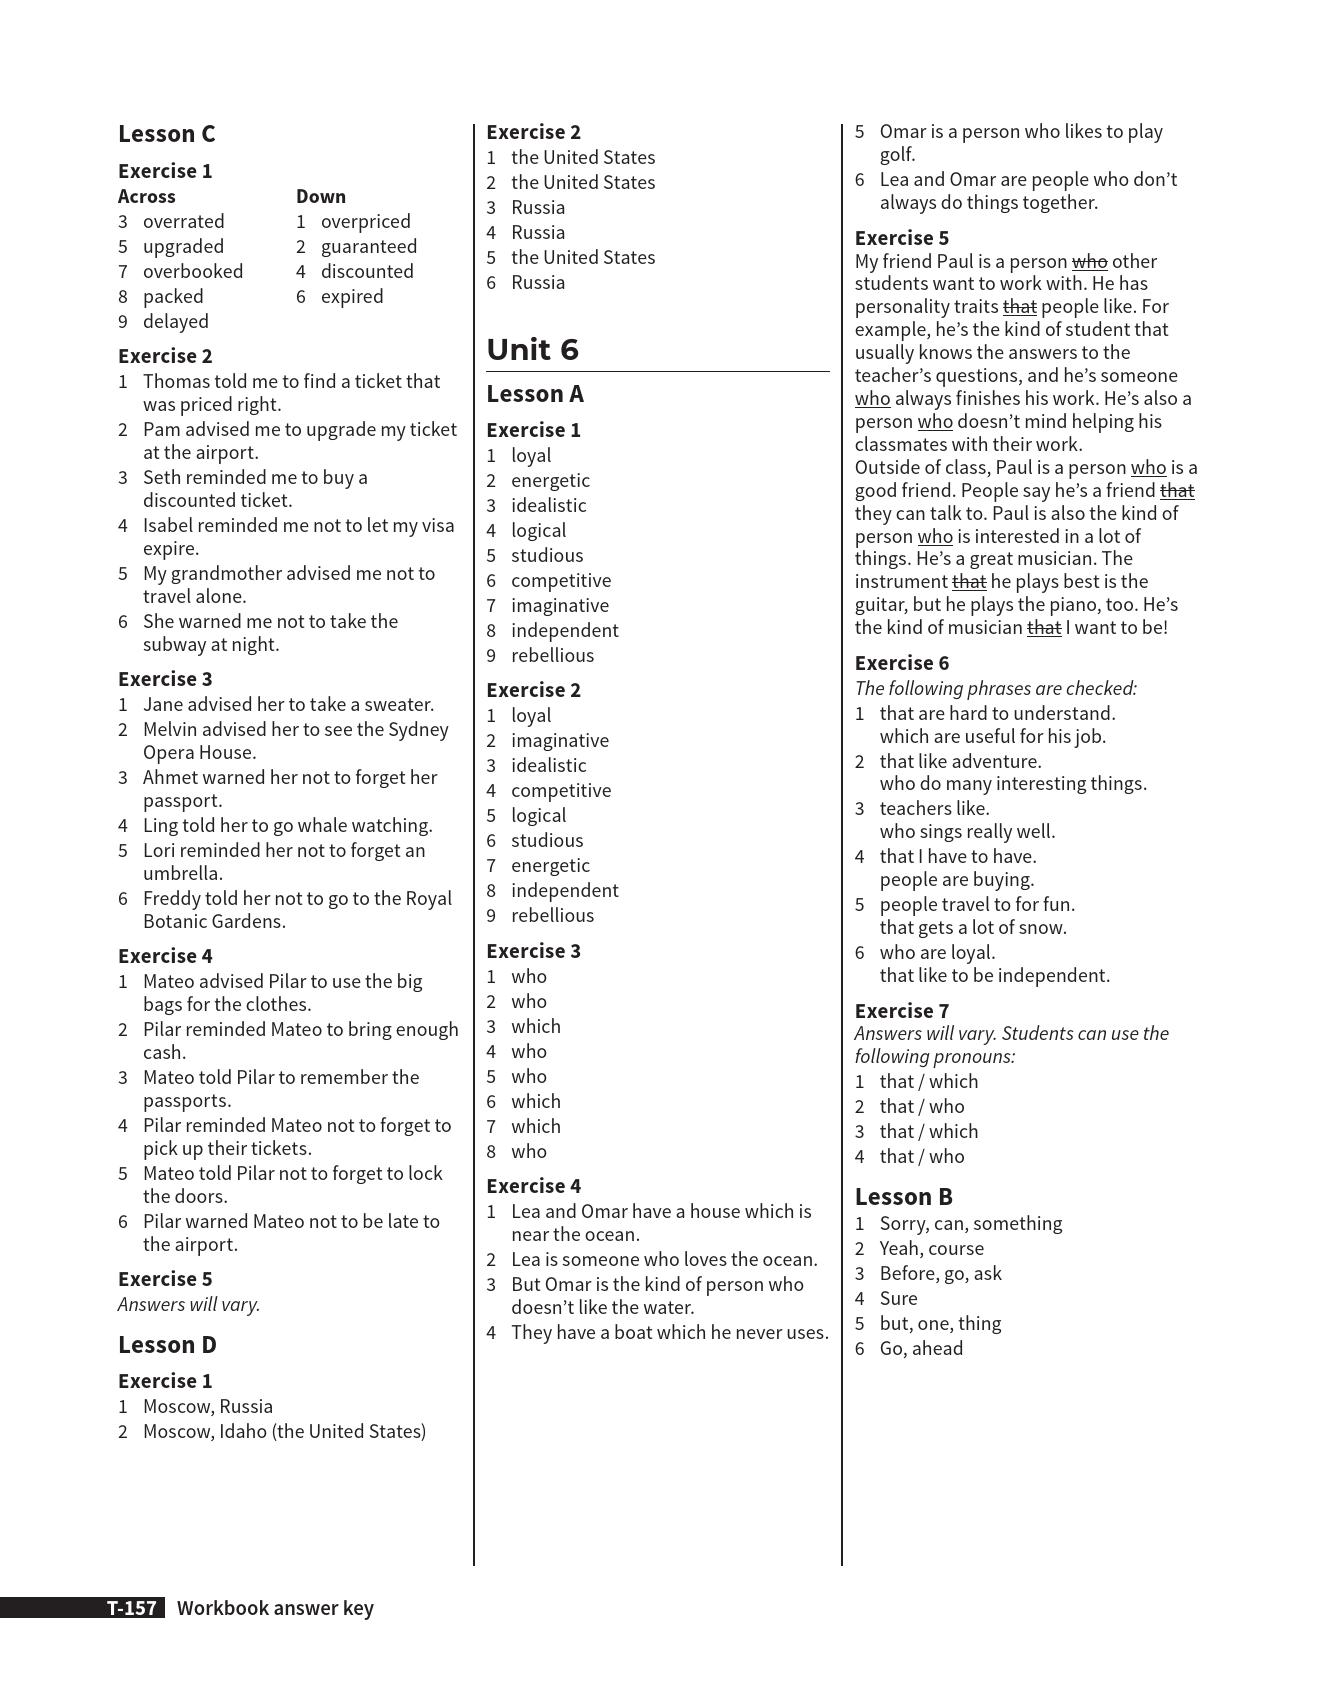 Lesson C
Exercise 1
Across
3 overrated
5 upgraded
7 overbooked
8 packed
9 delayed
Down
1 overpriced
2 guaranteed
4 discounted
6 expired
Exercise 2
1 Thomas told me to find a ticket that
was priced right.
2 Pam advised me to upgrade my ticket
at the airport.
3 Seth reminded me to buy a
discounted ticket.
4 Isabel reminded me not to let my visa
expire.
5 My grandmother advised me not to
travel alone.
6 She warned me not to take the
subway at night.
Exercise 3
1 Jane advised her to take a sweater.
2 Melvin advised her to see the Sydney
Opera House.
3 Ahmet warned her not to forget her
passport.
4 Ling told her to go whale watching.
5 Lori reminded her not to forget an
umbrella.
6 Freddy told her not to go to the Royal
Botanic Gardens.
Exercise 4
1 Mateo advised Pilar to use the big
bags for the clothes.
2 Pilar reminded Mateo to bring enough
cash.
3 Mateo told Pilar to remember the
passports.
4 Pilar reminded Mateo not to forget to
pick up their tickets.
5 Mateo told Pilar not to forget to lock
the doors.
6 Pilar warned Mateo not to be late to
the airport.
Exercise 5
Answers will vary.
Lesson D
Exercise 1
1 Moscow, Russia
2 Moscow, Idaho (the United States)
Exercise 2
1 the United States
2 the United States
3 Russia
4 Russia
5 the United States
6 Russia
Unit 6
Lesson A
Exercise 1
1 loyal
2 energetic
3 idealistic
4 logical
5 studious
6 competitive
7 imaginative
8 independent
9 rebellious
Exercise 2
1 loyal
2 imaginative
3 idealistic
4 competitive
5 logical
6 studious
7 energetic
8 independent
9 rebellious
Exercise 3
1 who
2 who
3 which
4 who
5 who
6 which
7 which
8 who
Exercise 4
1 Lea and Omar have a house which is
near the ocean.
2 Lea is someone who loves the ocean.
3 But Omar is the kind of person who
doesn’t like the water.
4 They have a boat which he never uses.
5 Omar is a person who likes to play
golf.
6 Lea and Omar are people who don’t
always do things together.
Exercise 5
My friend Paul is a person who other
students want to work with. He has
personality traits that people like. For
example, he’s the kind of student that
usually knows the answers to the
teacher’s questions, and he’s someone
who always finishes his work. He’s also a
person who doesn’t mind helping his
classmates with their work.
Outside of class, Paul is a person who is a
good friend. People say he’s a friend that
they can talk to. Paul is also the kind of
person who is interested in a lot of
things. He’s a great musician. The
instrument that he plays best is the
guitar, but he plays the piano, too. He’s
the kind of musician that I want to be!
Exercise 6
The following phrases are checked:
1 that are hard to understand.
which are useful for his job.
2 that like adventure.
who do many interesting things.
3 teachers like.
who sings really well.
4 that I have to have.
people are buying.
5 people travel to for fun.
that gets a lot of snow.
6 who are loyal.
that like to be independent.
Exercise 7
Answers will vary. Students can use the
following pronouns:
1 that / which
2 that / who
3 that / which
4 that / who
Lesson B
1 Sorry, can, something
2 Yeah, course
3 Before, go, ask
4 Sure
5 but, one, thing
6 Go, ahead
T-157 Workbook answer key